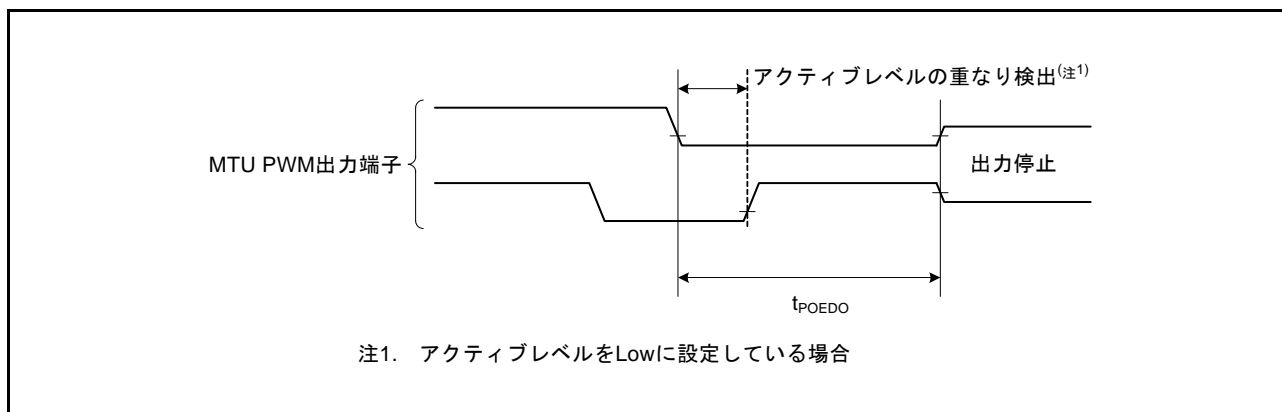 アクティブレベルの重なり検出(注1)
MTU PWM出力端子
出力停止
tPOEDO
注1. アクティブレベルをLowに設定している場合